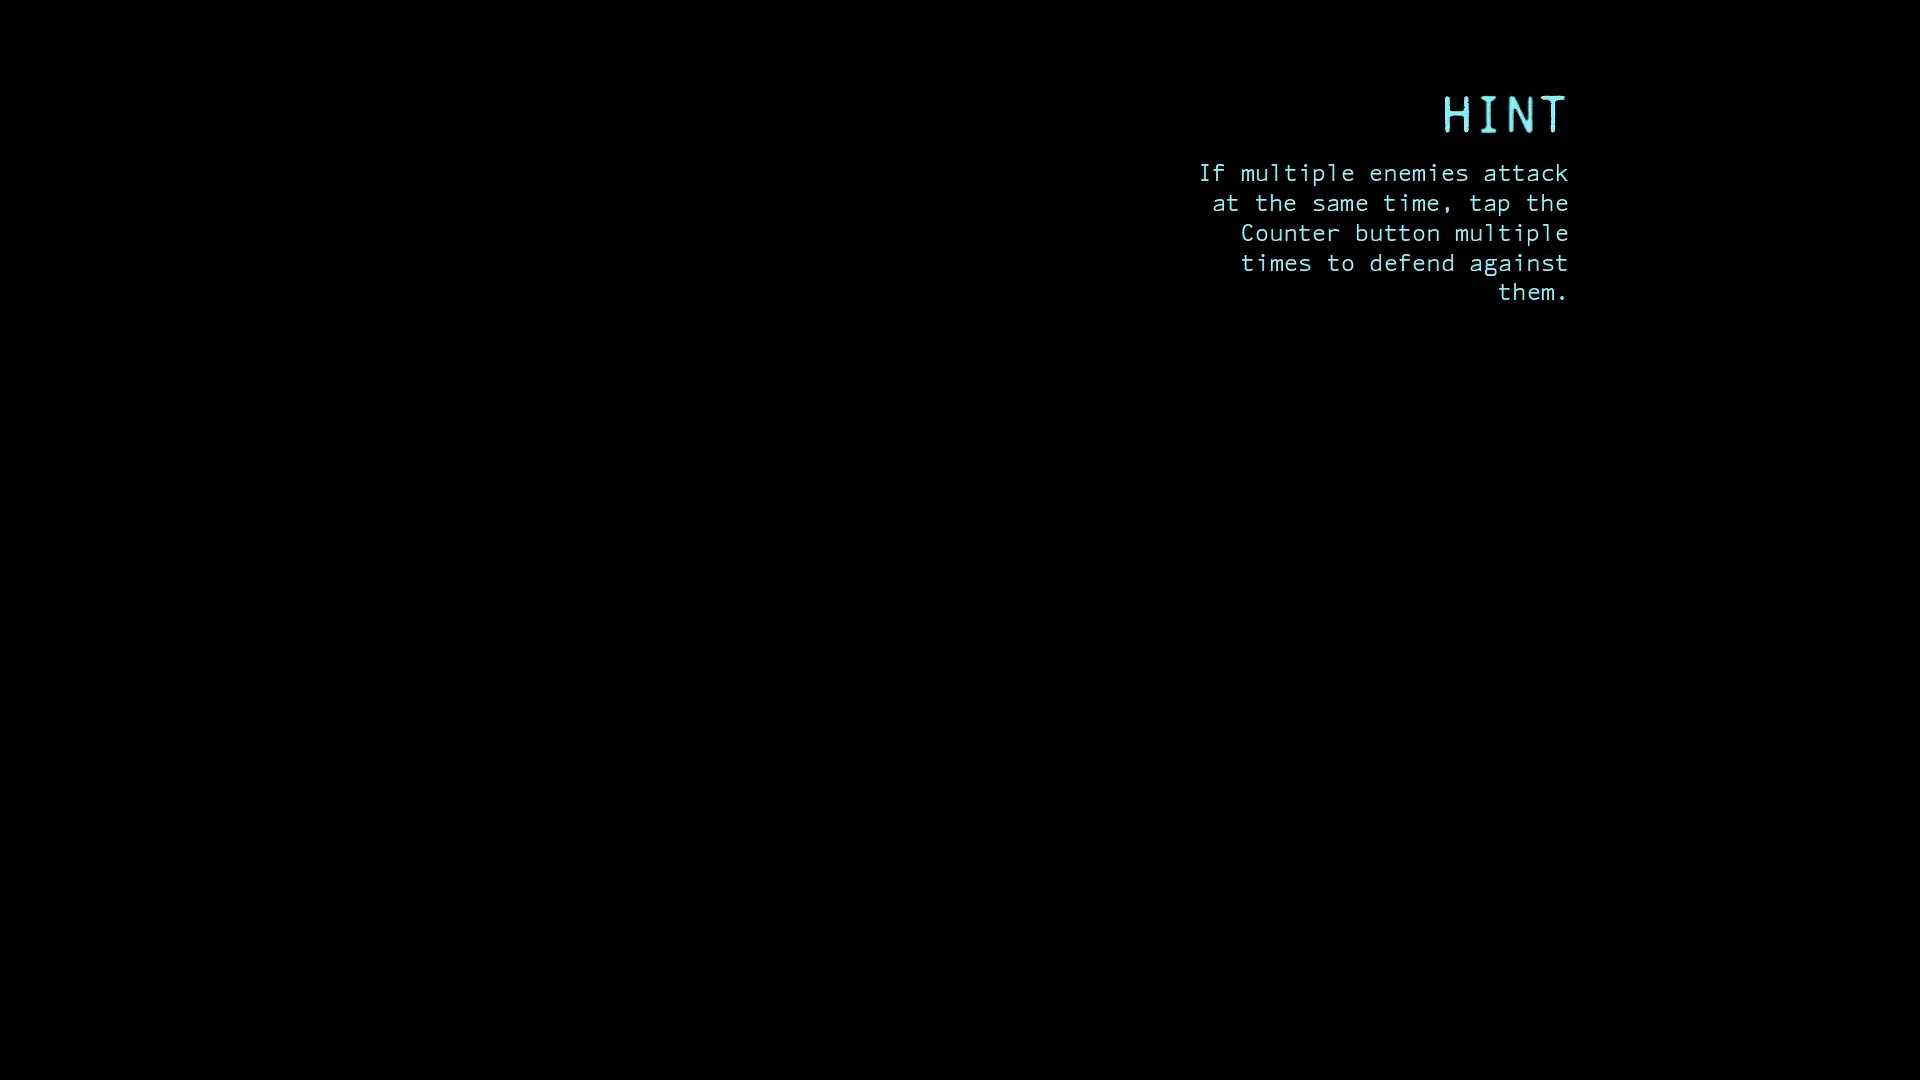 HINT
If multiple enemies attack
at the same time, tap the
Counter button multiple
times to defend against
them.